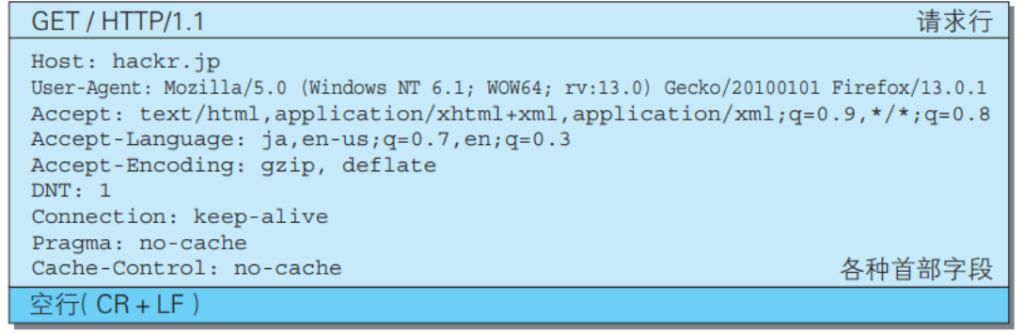 GET / HTTP/1.1 请求行
Host: hackr.jp
User-Agent: Mozilla/5.0 (Windows NT 6.1; WOW64; rv:13.0) Gecko/20100101 Firefox/13.0.1
Accept: text/html,application/xhtml+xml,application/xml;q=0.9,*/*;q=0.8
Accept-Language: ja,en-us;q=0.7,en;q=0.3
Accept-Encoding: gzip, deflate
DNT: 1
Connection: keep-alive
Pragma: no-cache
Cache-Control: no-cache 各种首部字段
空行( CR + LF )